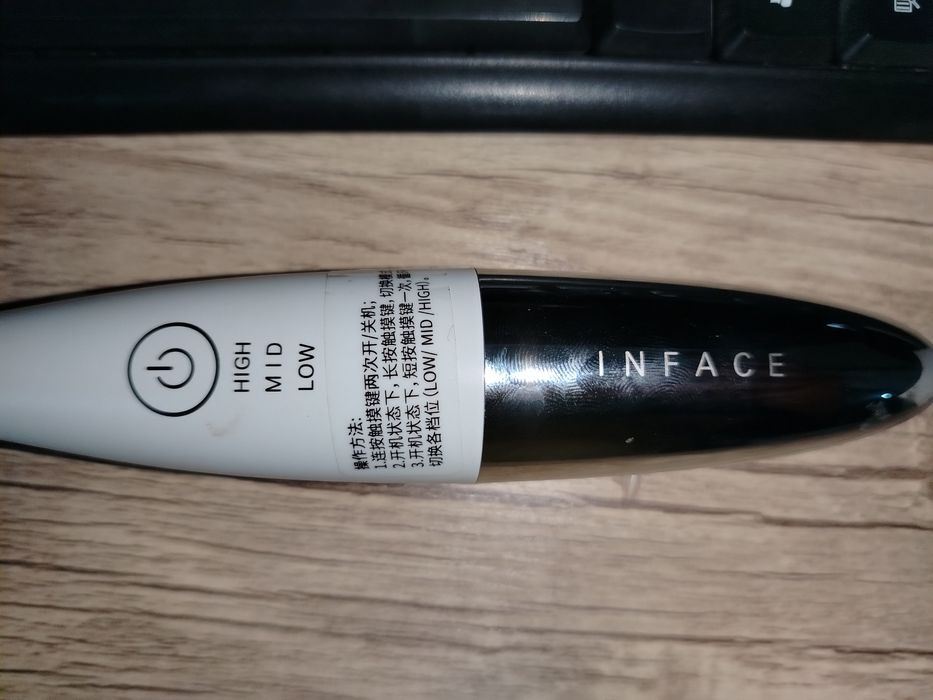 HIGH
MID
LOW
操作方法:
1.连按触摸键两次开/关机;
2.开机状态下,长按触摸键,切换
3.开机状态下,短按触摸键一次,
切换各档位(LOW/ MID /HIGH)。
INFACE